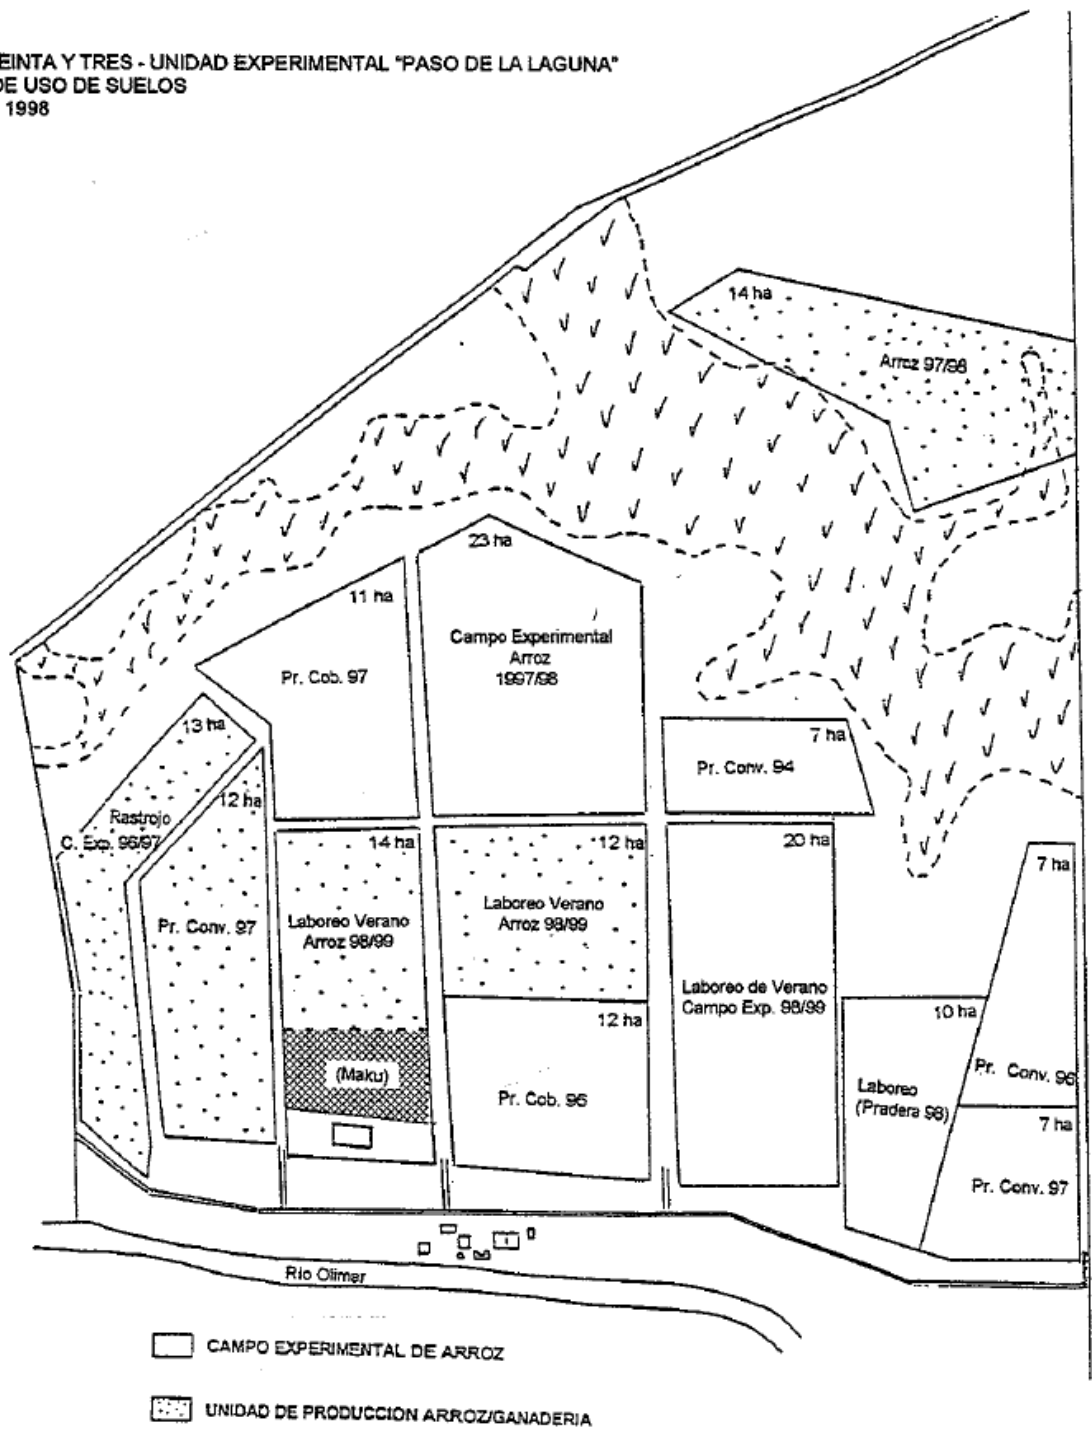 EINTA Y TRES - UNIDAD EXPERIMENTAL "PASO DE LA LAGUNA"
DE USO DE SUELOS
1998
14 ha
Arroz 97/98
23 ha
11 ha
Campo Experimental
Arroz
1997/98
Pr. Cob. 97
13 ha
7 ha
Pr. Conv. 94
12 ha
Rastrojo
C. Exp. 96/97
14 ha
12 ha
20 ha
7 ha
Pr. Conv. 97
Laboreo Verano
Arroz 98/99
Laboreo Verano
Arroz 98/99
Laboreo de Verano
Campo Exp. 98/99
12 ha
10 ha
(Maku)
Pr. Cob. 96
Laboreo
(Pradera 98)
Pr. Conv. 96
7 ha
Pr. Conv. 97
Río Olimar
CAMPO EXPERIMENTAL DE ARROZ
UNIDAD DE PRODUCCION ARROZ/GANADERIA